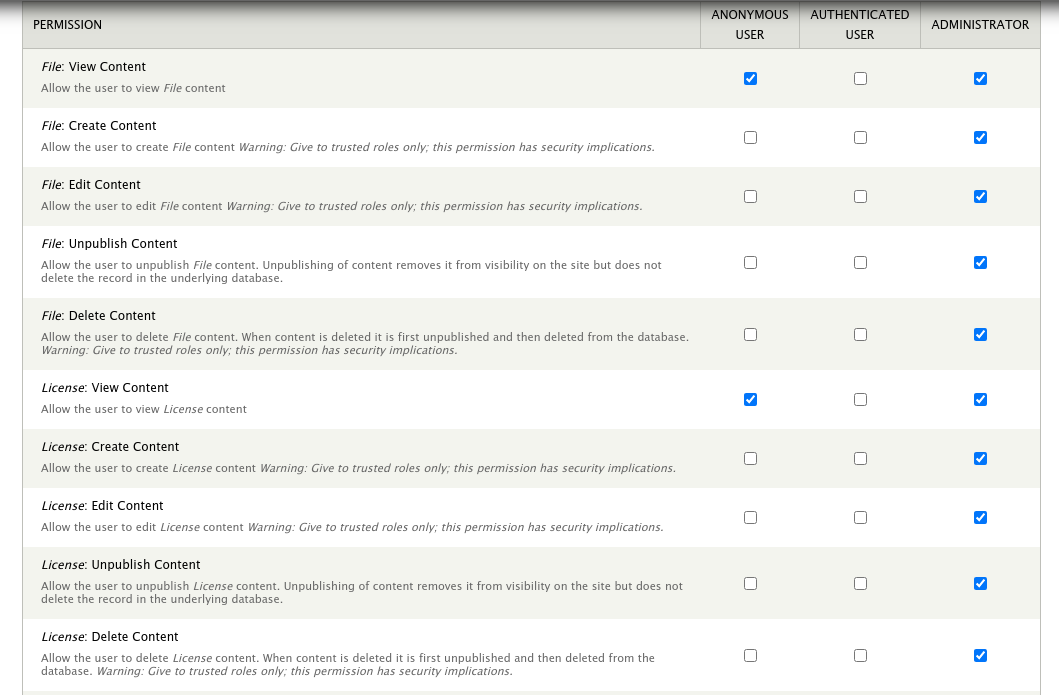 PERMISSION
ANONYMOUS USER
AUTHENTICATED USER
ADMINISTRATOR
File: View Content
Allow the user to view File content
File: Create Content
Allow the user to create File content Warning: Give to trusted roles only; this permission has security implications.
File: Edit Content
Allow the user to edit File content Warning: Give to trusted roles only; this permission has security implications.
File: Unpublish Content
Allow the user to unpublish File content. Unpublishing of content removes it from visibility on the site but does not
delete the record in the underlying database.
File: Delete Content
Allow the user to delete File content. When content is deleted it is first unpublished and then deleted from the database.
Warning: Give to trusted roles only; this permission has security implications.
License: View Content
Allow the user to view License content
License: Create Content
Allow the user to create License content Warning: Give to trusted roles only; this permission has security implications.
License: Edit Content
Allow the user to edit License content Warning: Give to trusted roles only; this permission has security implications.
License: Unpublish Content
Allow the user to unpublish License content. Unpublishing of content removes it from visibility on the site but does not
delete the record in the underlying database.
License: Delete Content
Allow the user to delete License content. When content is deleted it is first unpublished and then deleted from the
database. Warning: Give to trusted roles only; this permission has security implications.